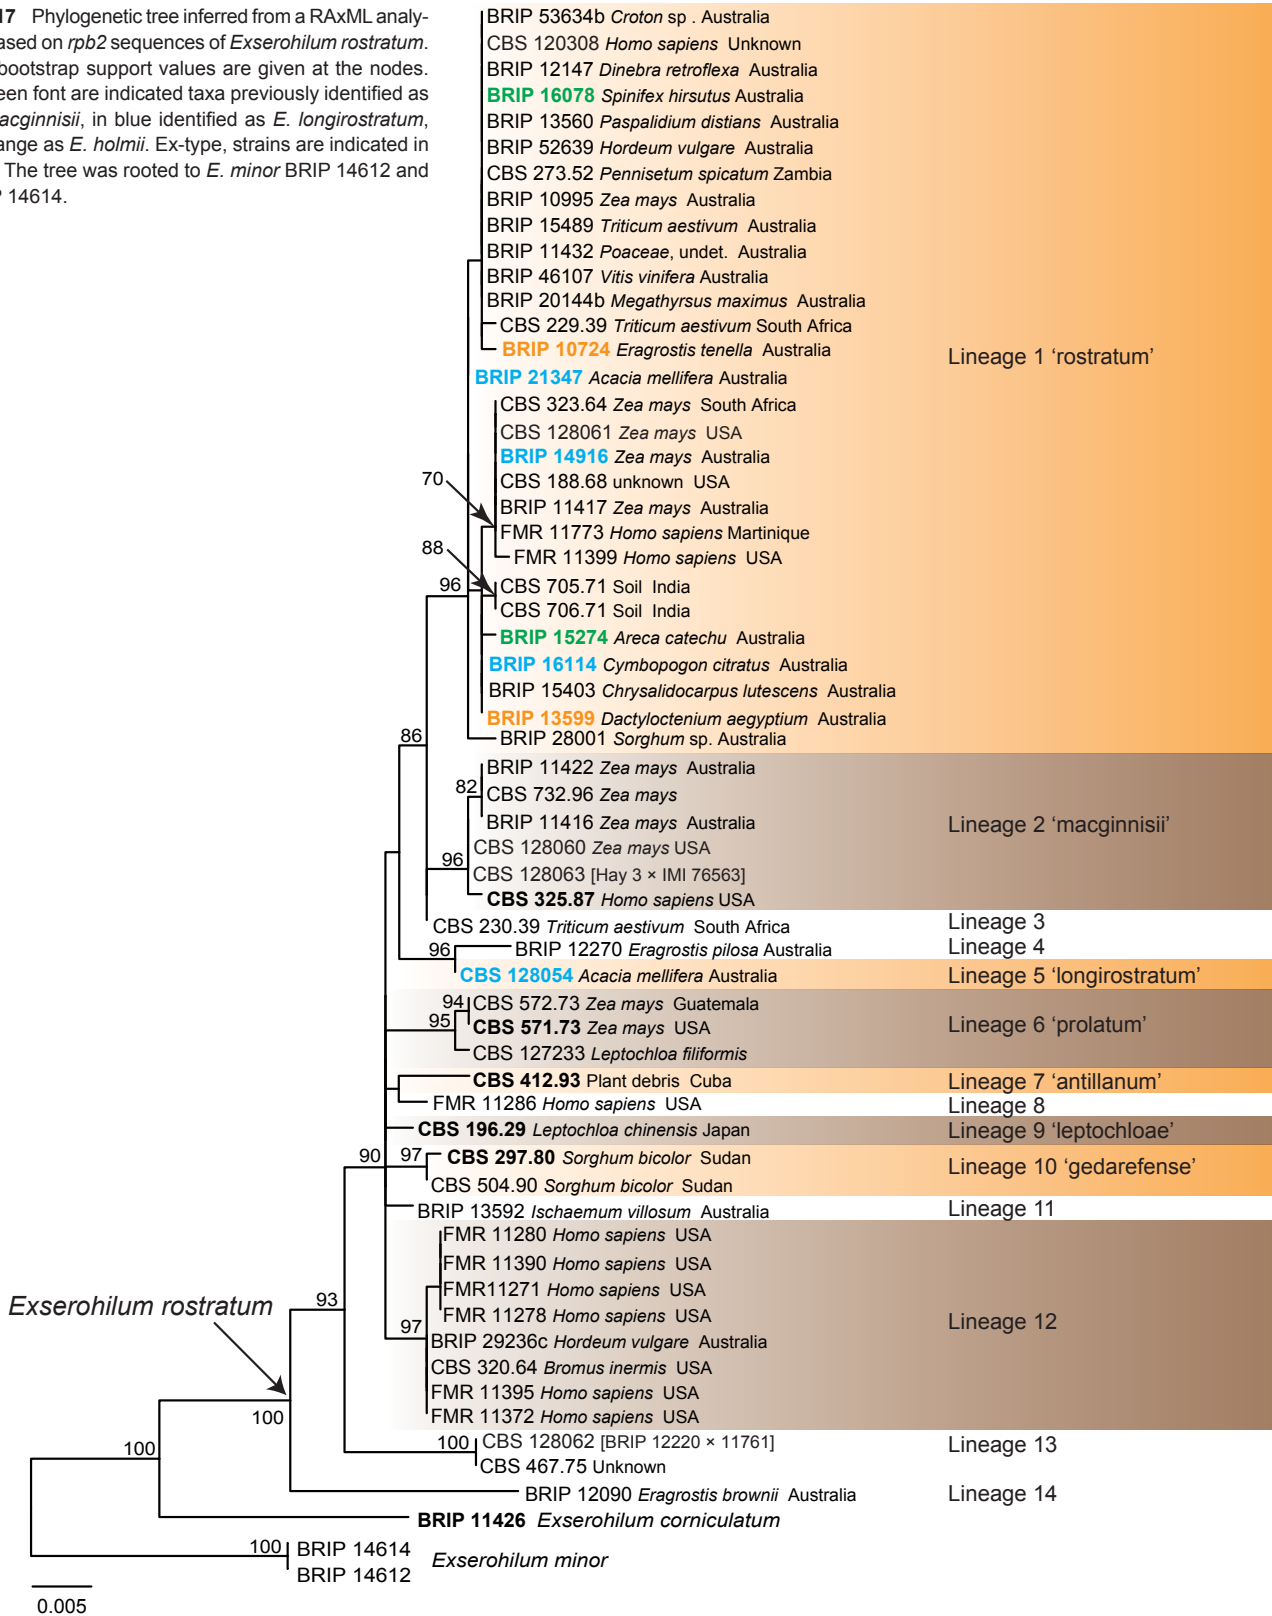 17 Phylogenetic tree inferred from a RAxML analy-
ased on rpb2 sequences of Exserohilum rostratum.
bootstrap support values are given at the nodes.
een font are indicated taxa previously identified as
acginnisii, in blue identified as E. longirostratum,
ange as E. holmii. Ex-type, strains are indicated in
The tree was rooted to E. minor BRIP 14612 and
14614.
BRIP 53634b Croton sp . Australia
CBS 120308 Homo sapiens Unknown
BRIP 12147 Dinebra retroflexa Australia
BRIP 16078 Spinifex hirsutus Australia
BRIP 13560 Paspalidium distians Australia
BRIP 52639 Hordeum vulgare Australia
CBS 273.52 Pennisetum spicatum Zambia
BRIP 10995 Zea mays Australia
BRIP 15489 Triticum aestivum Australia
BRIP 11432 Poaceae, undet. Australia
BRIP 46107 Vitis vinifera Australia
BRIP 20144b Megathyrsus maximus Australia
CBS 229.39 Triticum aestivum South Africa
BRIP 10724 Eragrostis tenella Australia
Lineage 1 ‘rostratum’
BRIP 21347 Acacia mellifera Australia
CBS 323.64 Zea mays South Africa
CBS 128061 Zea mays USA
BRIP 14916 Zea mays Australia
70
CBS 188.68 unknown USA
BRIP 11417 Zea mays Australia
FMR 11773 Homo sapiens Martinique
88
FMR 11399 Homo sapiens USA
96
CBS 705.71 Soil India
CBS 706.71 Soil India
BRIP 15274 Areca catechu Australia
BRIP 16114 Cymbopogon citratus Australia
BRIP 15403 Chrysalidocarpus lutescens Australia
BRIP 13599 Dactyloctenium aegyptium Australia
BRIP 28001 Sorghum sp. Australia
86
BRIP 11422 Zea mays Australia
82
CBS 732.96 Zea mays
BRIP 11416 Zea mays Australia
Lineage 2 ‘macginnisii’
CBS 128060 Zea mays USA
96
CBS 128063 [Hay 3 × IMI 76563]
CBS 325.87 Homo sapiens USA
CBS 230.39 Triticum aestivum South Africa
Lineage 3
96
BRIP 12270 Eragrostis pilosa Australia
Lineage 4
CBS 128054 Acacia mellifera Australia
Lineage 5 ‘longirostratum’
94
CBS 572.73 Zea mays Guatemala
95
CBS 571.73 Zea mays USA
Lineage 6 ‘prolatum’
CBS 127233 Leptochloa filiformis
CBS 412.93 Plant debris Cuba
Lineage 7 ‘antillanum’
FMR 11286 Homo sapiens USA
Lineage 8
CBS 196.29 Leptochloa chinensis Japan
Lineage 9 ‘leptochloae’
90
97
CBS 297.80 Sorghum bicolor Sudan
Lineage 10 ‘gedarefense’
CBS 504.90 Sorghum bicolor Sudan
BRIP 13592 Ischaemum villosum Australia
Lineage 11
FMR 11280 Homo sapiens USA
FMR 11390 Homo sapiens USA
FMR11271 Homo sapiens USA
93
Exserohilum rostratum
FMR 11278 Homo sapiens USA
Lineage 12
97
BRIP 29236c Hordeum vulgare Australia
CBS 320.64 Bromus inermis USA
FMR 11395 Homo sapiens USA
FMR 11372 Homo sapiens USA
100
100
CBS 128062 [BRIP 12220 × 11761]
Lineage 13
100
CBS 467.75 Unknown
BRIP 12090 Eragrostis brownii Australia
Lineage 14
BRIP 11426 Exserohilum corniculatum
100
BRIP 14614
Exserohilum minor
BRIP 14612
0.005